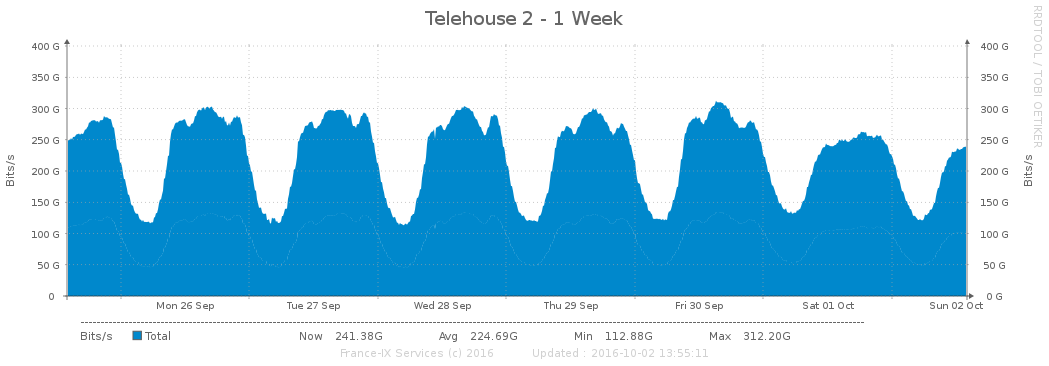 Telehouse 2 - 1 Week
RRDTOOL / TOBI OETIKER
400 G 400 G
350 G 350 G
300 G 300 G
250 G 250 G
200 G 200 G
150 G 150 G
100 G 100 G
50 G 50 G
0 0 G
Bits/s
Bits/s
Mon 26 Sep Tue 27 Sep Wed 28 Sep Thu 29 Sep Fri 30 Sep Sat 01 Oct Sun 02 Oct
Bits/s Total Now 241.38G Avg 224.69G Min 112.88G Max 312.20G
France-IX Services (c) 2016 Updated : 2016-10-02 13:55:11